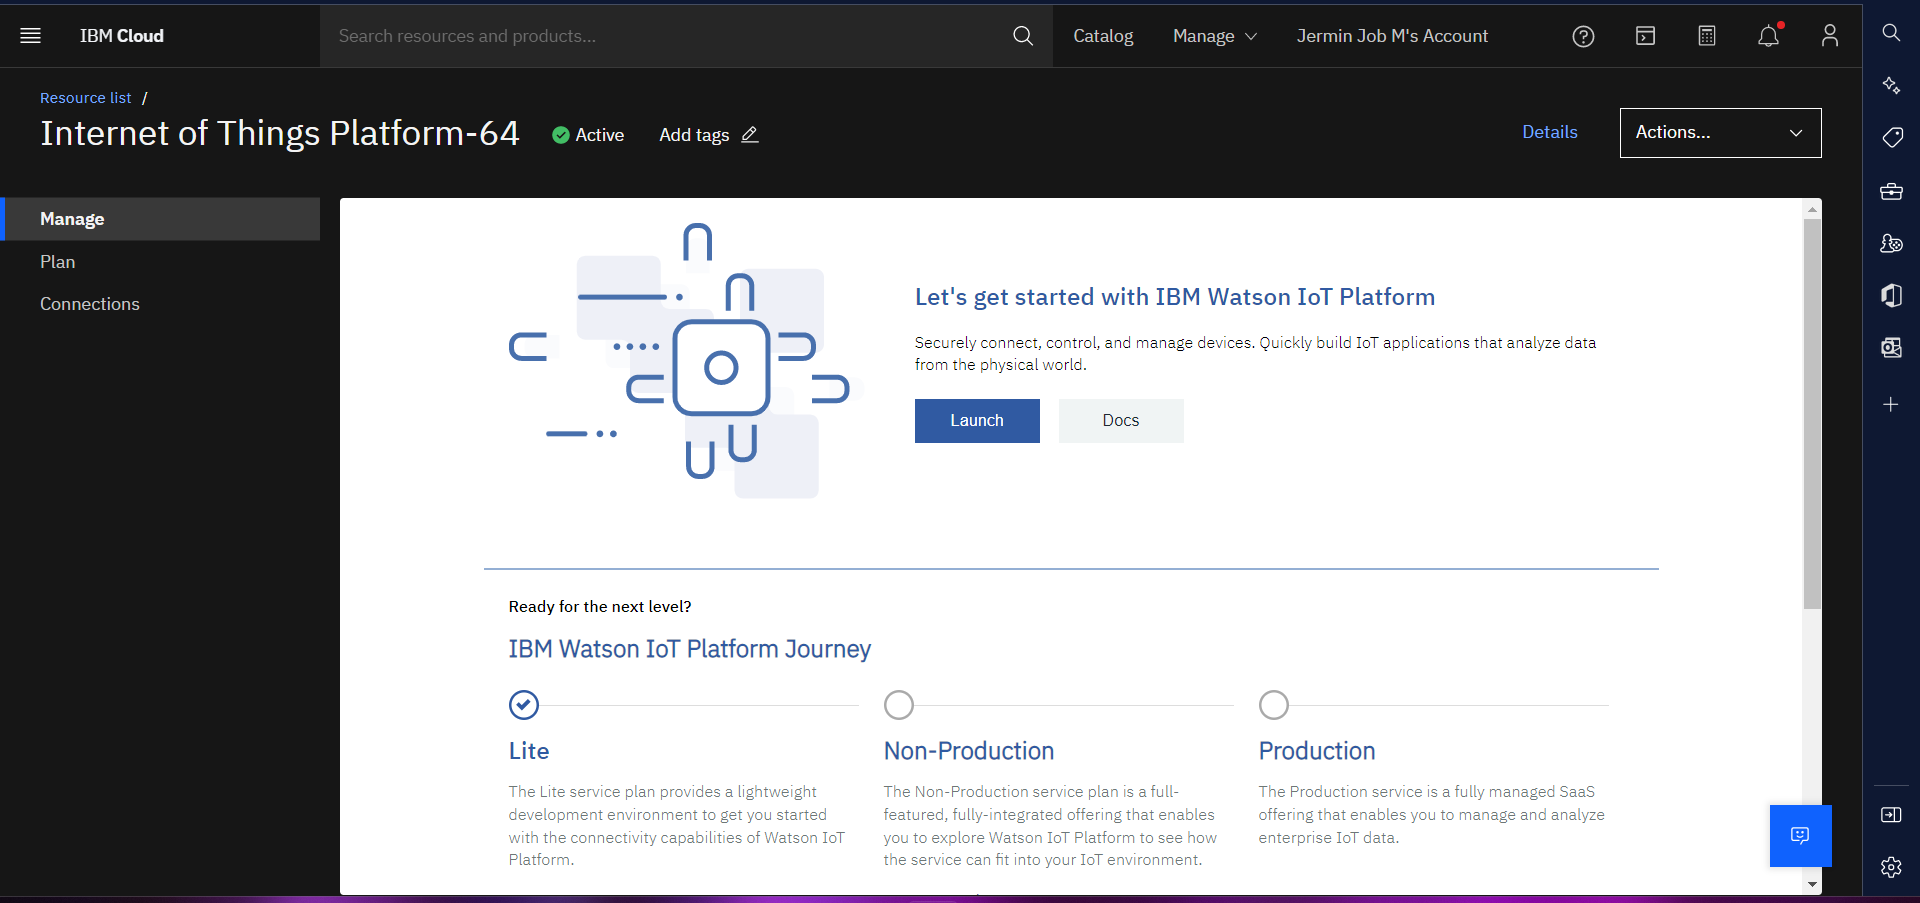 IBM Cloud
Search resources and products...
Catalog
Manage
Jermin Job M's Account
Resource list /
Internet of Things Platform-64
Active
Add tags
Details
Actions...
Manage
Plan
Connections
Let's get started with IBM Watson IoT Platform
Securely connect, control, and manage devices. Quickly build IoT applications that analyze data
from the physical world.
Launch
Docs
Ready for the next level?
IBM Watson IoT Platform Journey
Lite
The Lite service plan provides a lightweight
development environment to get you started
with the connectivity capabilities of Watson IoT
Platform.
Non-Production
The Non-Production service plan is a full-
featured, fully-integrated offering that enables
you to explore Watson IoT Platform to see how
the service can fit into your IoT environment.
Production
The Production service is a fully managed SaaS
offering that enables you to manage and analyze
enterprise IoT data.